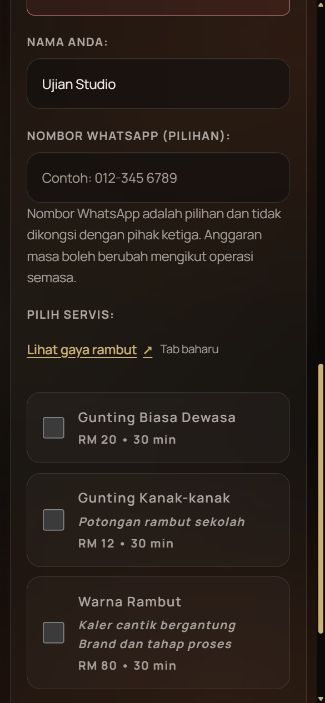 NAMA ANDA:
Ujian Studio
NOMBOR WHATSAPP (PILIHAN):
Contoh: 012-345 6789
Nombor WhatsApp adalah pilihan dan tidak
dikongsi dengan pihak ketiga. Anggaran
masa boleh berubah mengikut operasi
semasa.
PILIH SERVIS:
Lihat gaya rambut ↗ Tab baharu
Gunting Biasa Dewasa
RM 20 • 30 min
Gunting Kanak-kanak
Potongan rambut sekolah
RM 12 • 30 min
Warna Rambut
Kaler cantik bergantung
Brand dan tahap proses
RM 80 • 30 min